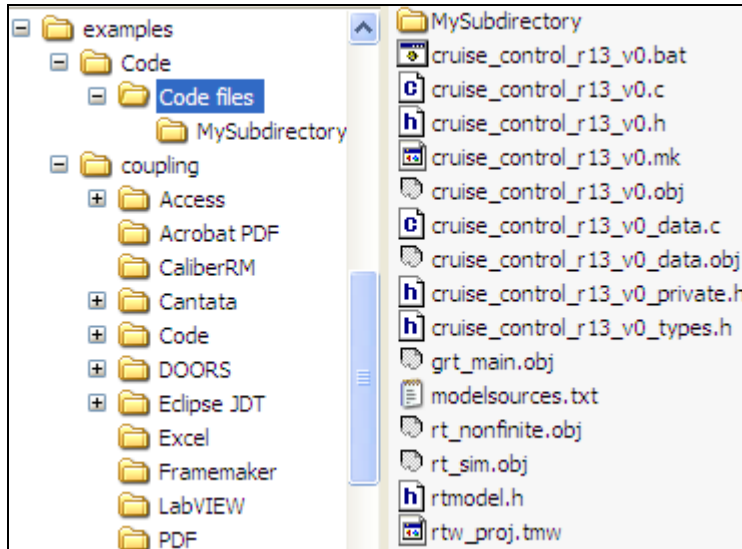 examples
Code
Code files
MySubdirectory
coupling
Access
Acrobat PDF
CaliberRM
Cantata
Code
DOORS
Eclipse JDT
Excel
Framemaker
LabVIEW
PDF
MySubdirectory
cruise_control_r13_v0.bat
cruise_control_r13_v0.c
cruise_control_r13_v0.h
cruise_control_r13_v0.mk
cruise_control_r13_v0.obj
cruise_control_r13_v0_data.c
cruise_control_r13_v0_data.obj
cruise_control_r13_v0_private.h
cruise_control_r13_v0_types.h
grt_main.obj
modelsources.txt
rt_nonfinite.obj
rt_sim.obj
rtmodel.h
rtw_proj.tmw